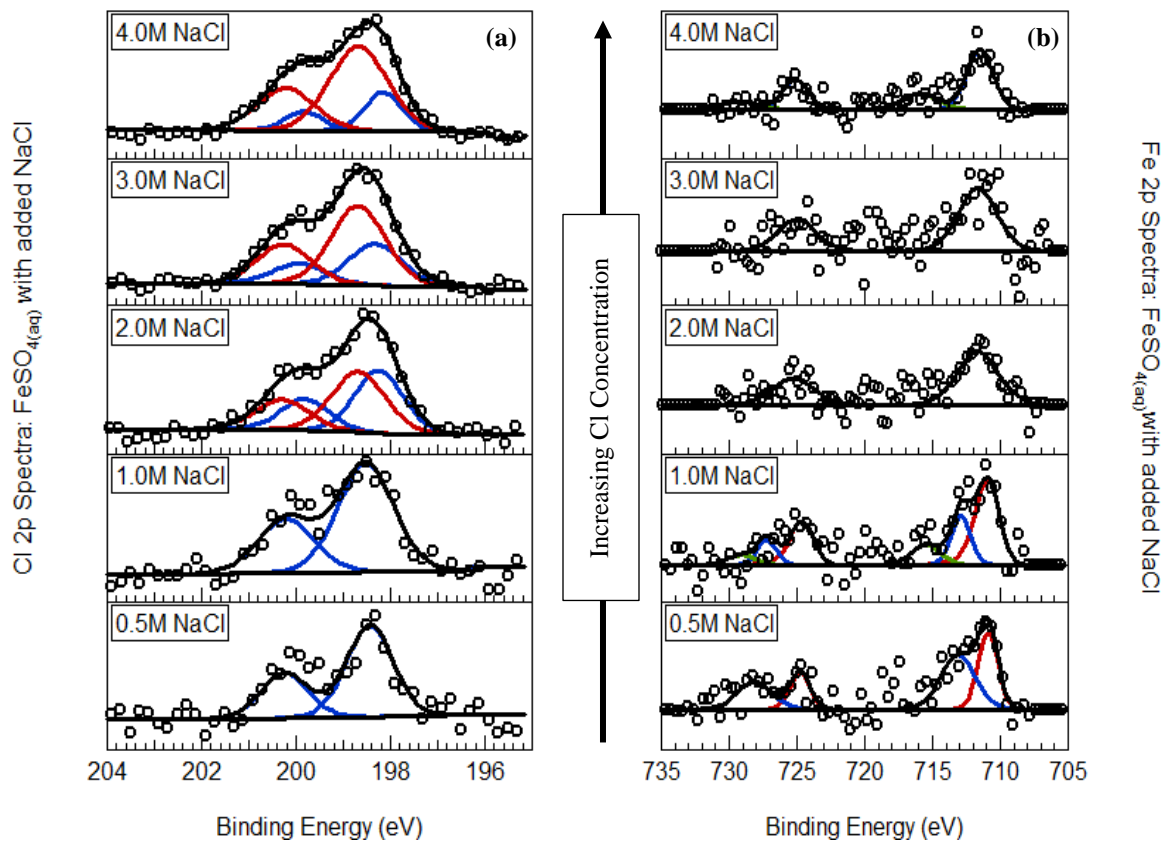 Cl 2p Spectra: FeSO4(aq) with added NaCl
4.0M NaCl
(a)
3.0M NaCl
2.0M NaCl
1.0M NaCl
0.5M NaCl
204
202
200
198
196
Binding Energy (eV)
Increasing Cl Concentration
4.0M NaCl
(b)
3.0M NaCl
2.0M NaCl
1.0M NaCl
0.5M NaCl
735
730
725
720
715
710
705
Binding Energy (eV)
Fe 2p Spectra: FeSO4(aq)with added NaCl